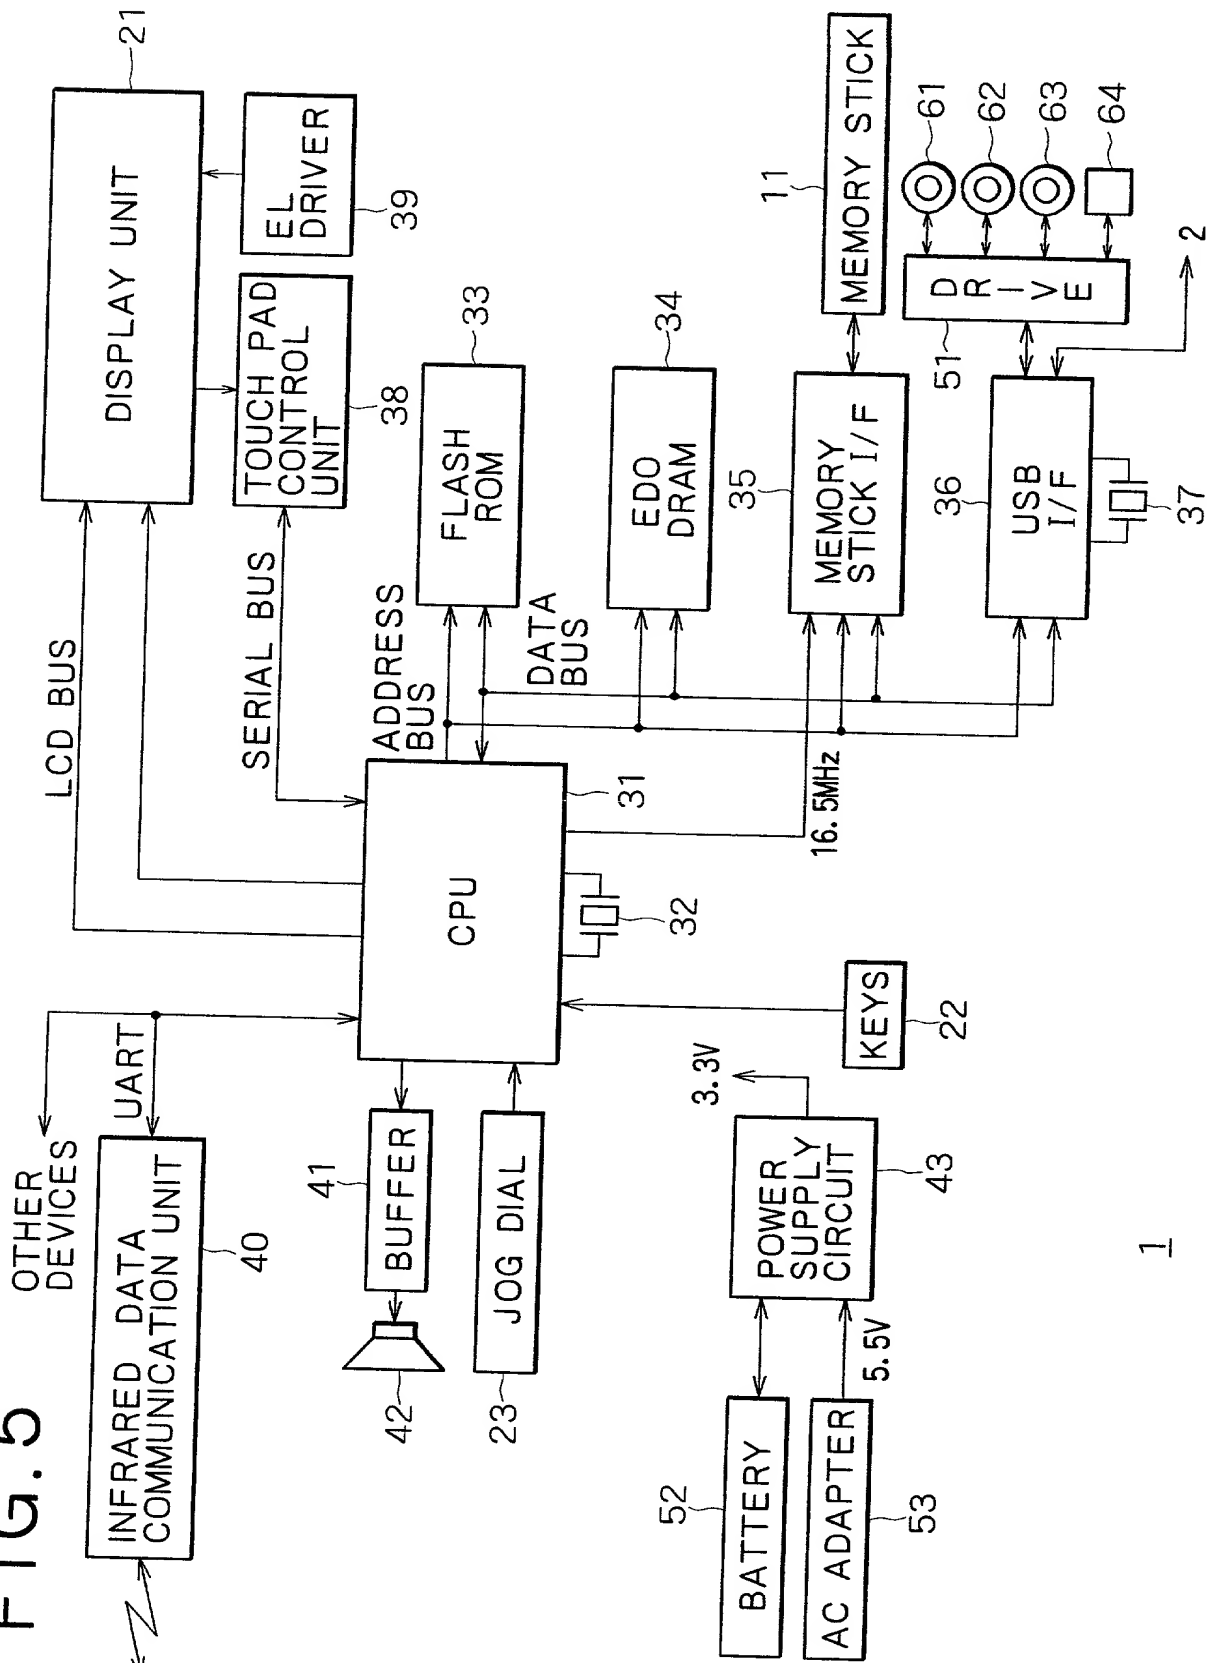 FIG.5
OTHER
DEVICES
INFRARED DATA
COMMUNICATION UNIT
40
UART
LCD BUS
DISPLAY UNIT
21
EL
DRIVER
39
TOUCH PAD
CONTROL
UNIT
38
SERIAL BUS
ADDRESS
BUS
DATA
BUS
FLASH
ROM
33
EDO
DRAM
34
MEMORY
STICK I/F
35
MEMORY STICK
11
16.5MHz
USB
I/F
36
37
DRIVE
51
61
62
63
64
2
CPU
31
32
BUFFER
41
42
JOG DIAL
23
KEYS
22
3.3V
POWER
SUPPLY
CIRCUIT
43
5.5V
BATTERY
52
AC ADAPTER
53
1